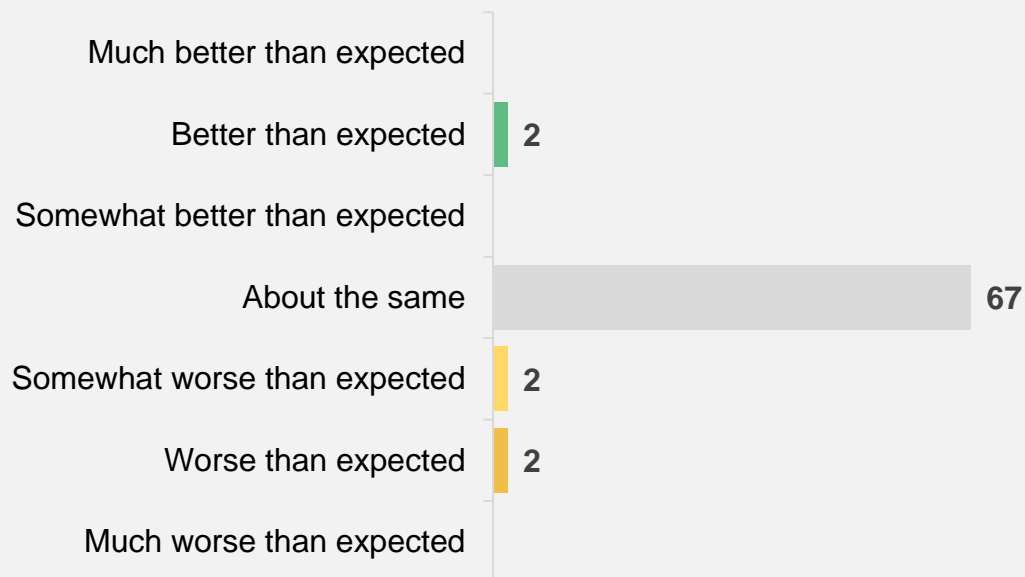 Much better than expected
Better than expected 2
Somewhat better than expected
About the same 67
Somewhat worse than expected 2
Worse than expected 2
Much worse than expected